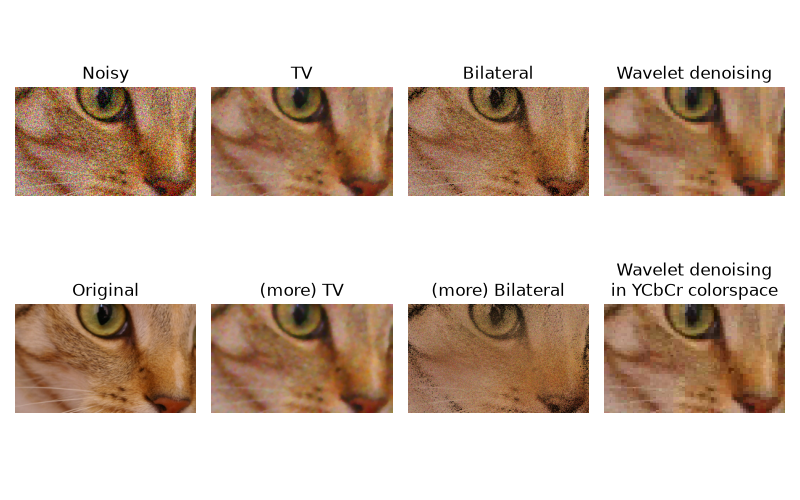 Noisy
TV
Bilateral
Wavelet denoising
Original
(more) TV
(more) Bilateral
Wavelet denoising
in YCbCr colorspace